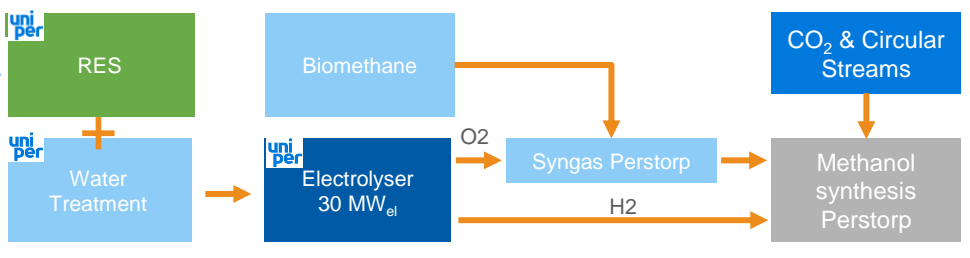 uni
per
RES
Biomethane
CO2 & Circular
Streams
uni
per
Water
Treatment
uni
per
Electrolyser
30 MWel
O2
Syngas Perstorp
H2
Methanol
synthesis
Perstorp